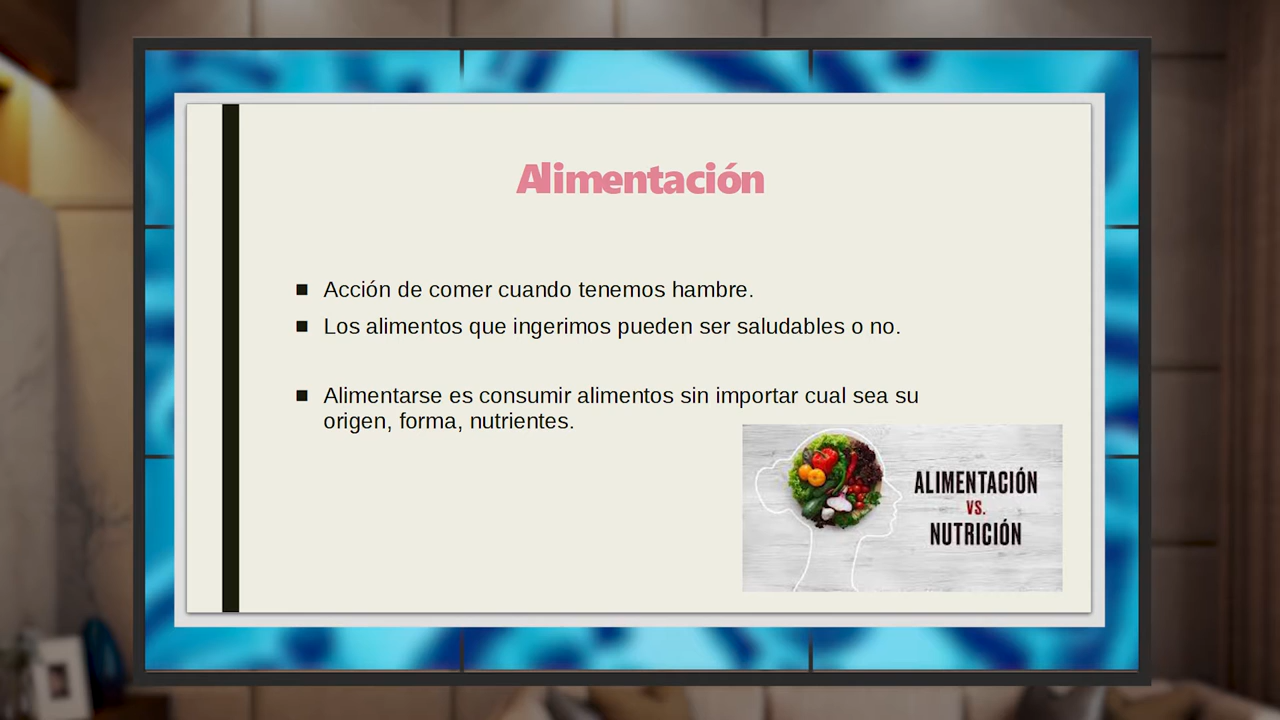 Alimentación
Acción de comer cuando tenemos hambre.
Los alimentos que ingerimos pueden ser saludables o no.
Alimentarse es consumir alimentos sin importar cual sea su
origen, forma, nutrientes.
ALIMENTACIÓN
VS.
NUTRICIÓN